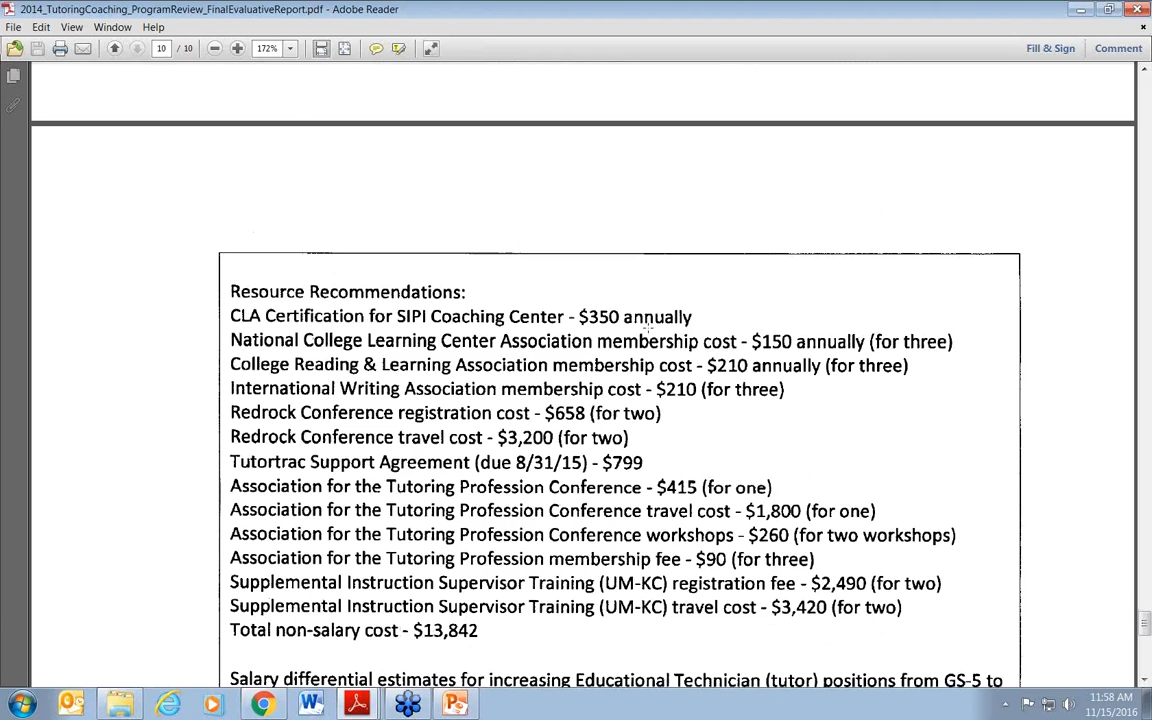 2014_TutoringCoaching_ProgramReview_FinalEvaluativeReport.pdf - Adobe Reader
File Edit View Window Help
10 / 10 172% Fill & Sign Comment
Resource Recommendations:
CLA Certification for SIPI Coaching Center - $350 annually
National College Learning Center Association membership cost - $150 annually (for three)
College Reading & Learning Association membership cost - $210 annually (for three)
International Writing Association membership cost - $210 (for three)
Redrock Conference registration cost - $658 (for two)
Redrock Conference travel cost - $3,200 (for two)
Tutortrac Support Agreement (due 8/31/15) - $799
Association for the Tutoring Profession Conference - $415 (for one)
Association for the Tutoring Profession Conference travel cost - $1,800 (for one)
Association for the Tutoring Profession Conference workshops - $260 (for two workshops)
Association for the Tutoring Profession membership fee - $90 (for three)
Supplemental Instruction Supervisor Training (UM-KC) registration fee - $2,490 (for two)
Supplemental Instruction Supervisor Training (UM-KC) travel cost - $3,420 (for two)
Total non-salary cost - $13,842
Salary differential estimates for increasing Educational Technician (tutor) positions from GS-5 to
11:58 AM
11/15/2016